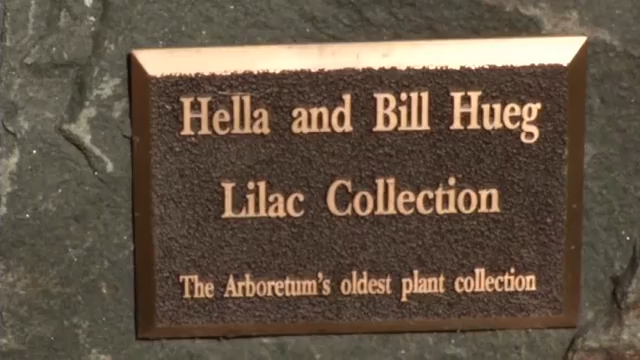 Hella and Bill Hueg
Lilac Collection
The Arboretum's oldest plant collection